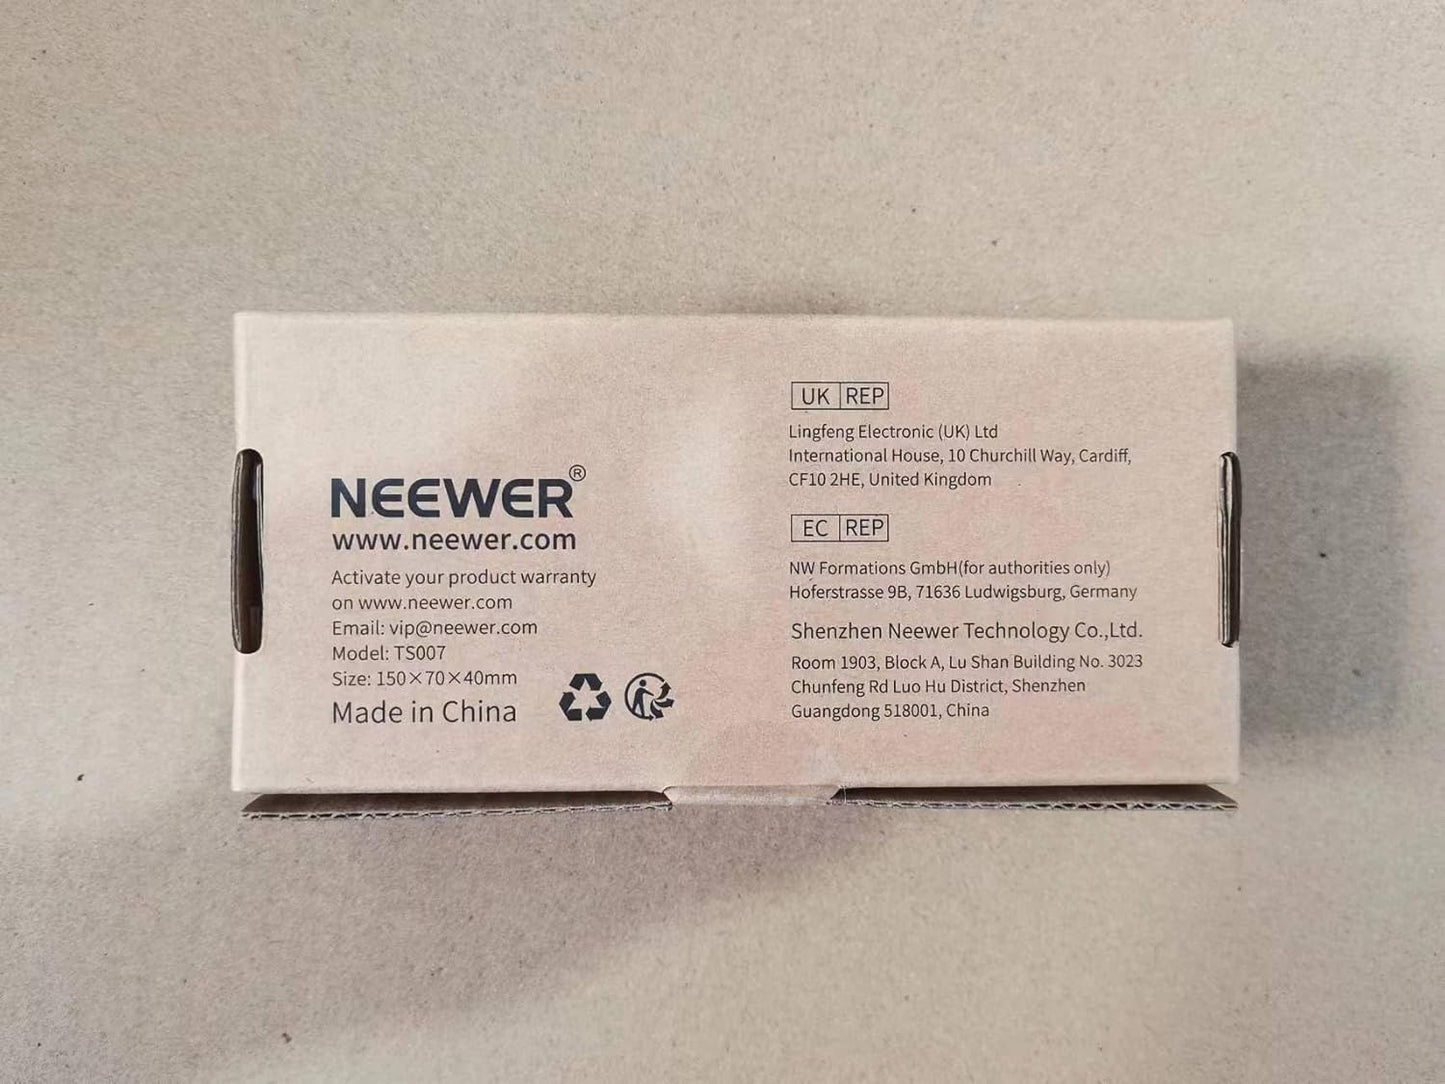 NEEWER®
www.neewer.com
Activate your product warranty
on www.neewer.com
Email: vip@neewer.com
Model: TS007
Size: 150×70×40mm
Made in China
UK REP
Lingfeng Electronic (UK) Ltd
International House, 10 Churchill Way, Cardiff,
CF10 2HE, United Kingdom
EC REP
NW Formations GmbH(for authorities only)
Hoferstrasse 9B, 71636 Ludwigsburg, Germany
Shenzhen Neewer Technology Co.,Ltd.
Room 1903, Block A, Lu Shan Building No. 3023
Chunfeng Rd Luo Hu District, Shenzhen
Guangdong 518001, China